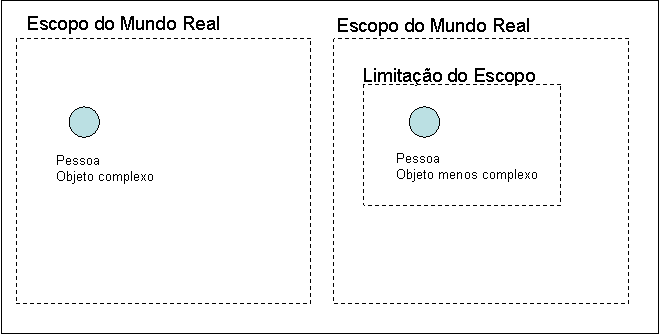 Escopo do Mundo Real
Pessoa
Objeto complexo
Escopo do Mundo Real
Limitação do Escopo
Pessoa
Objeto menos complexo